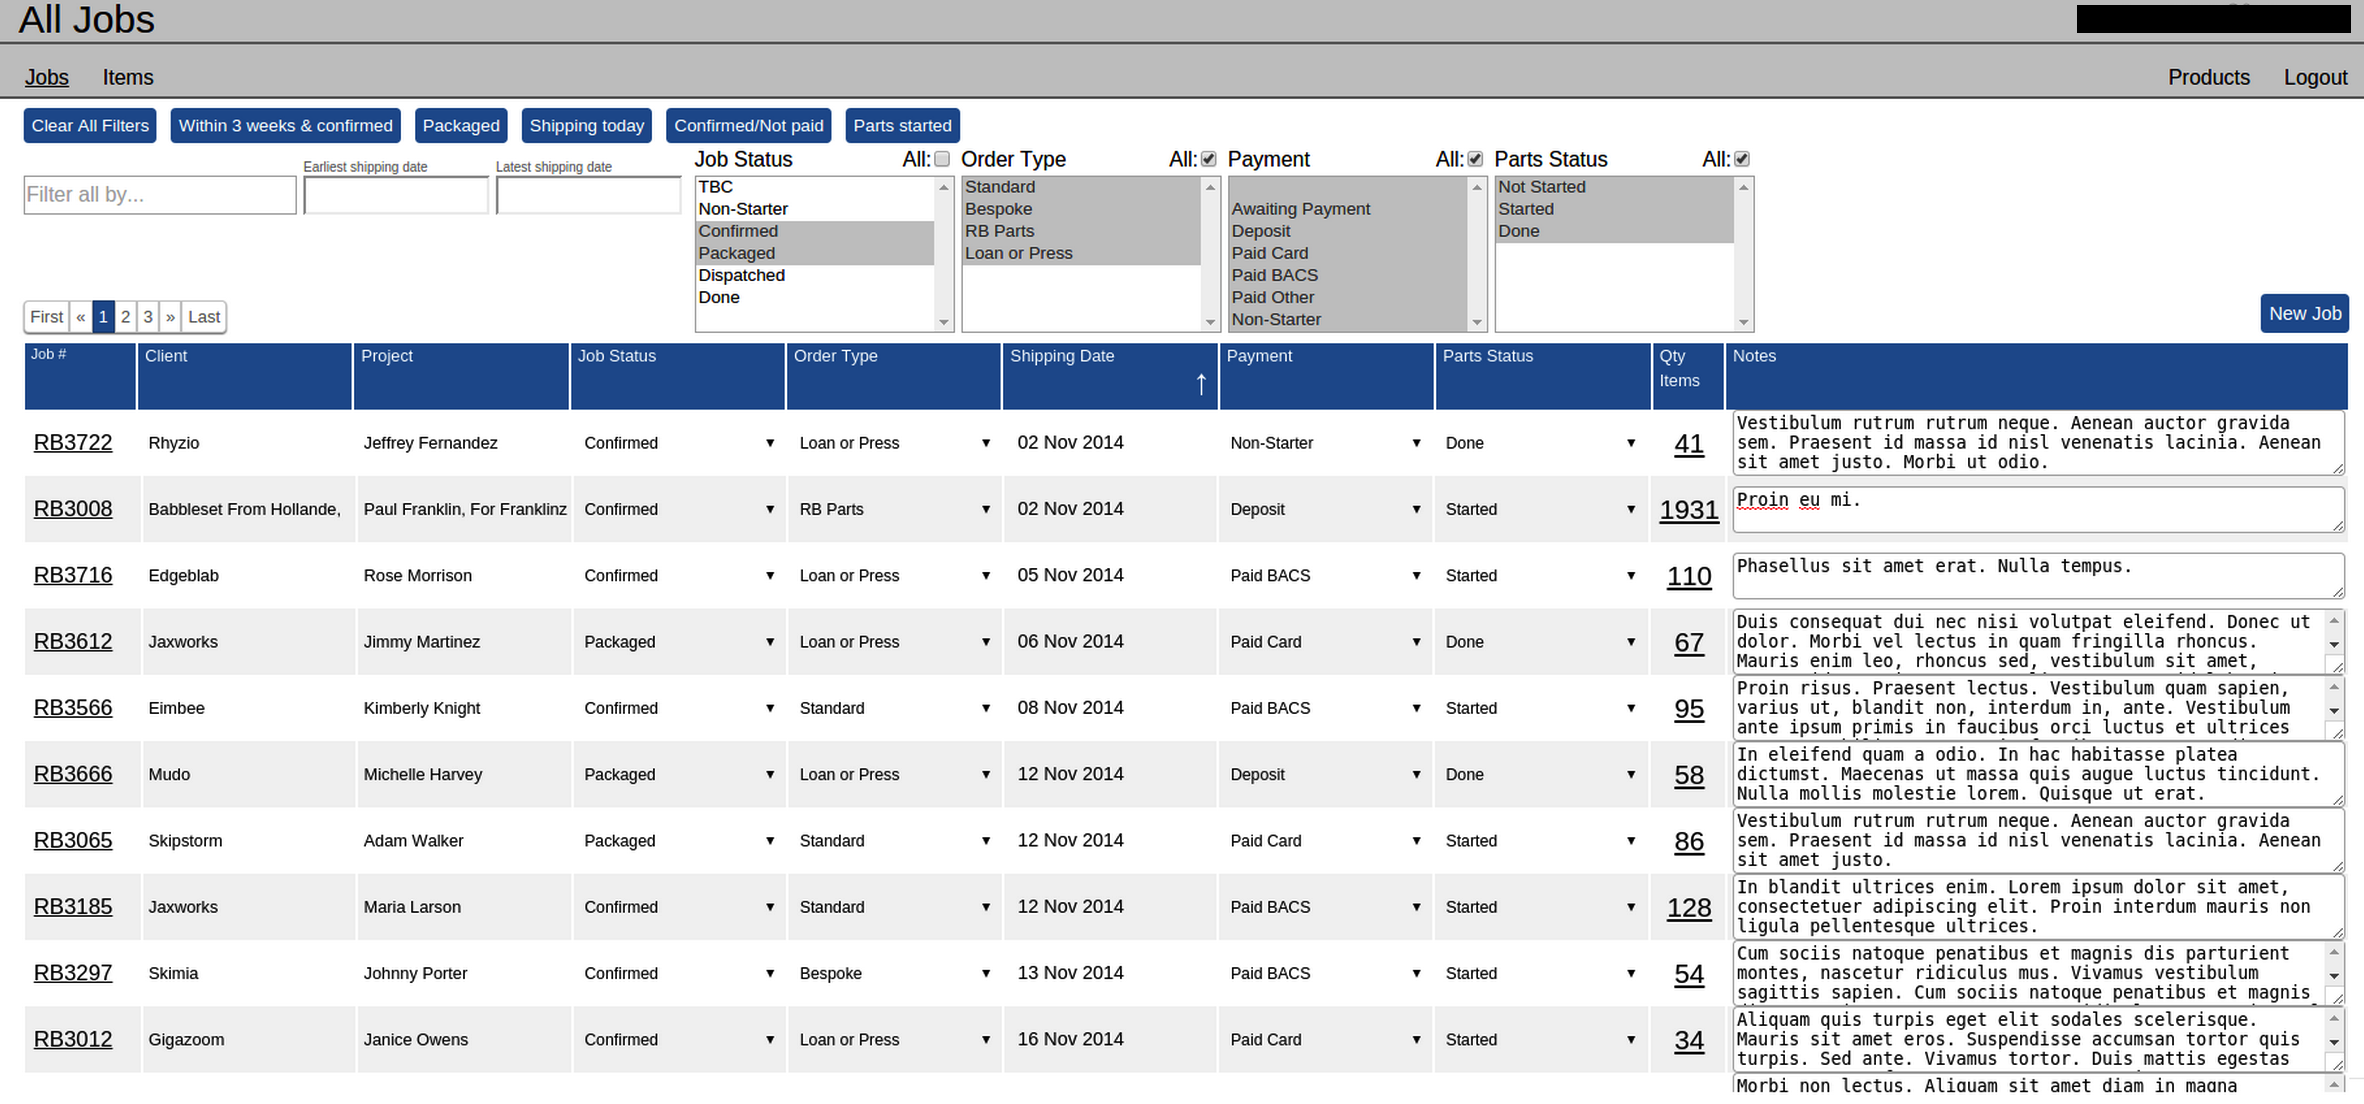 All Jobs
Jobs Items Products Logout
Clear All Filters Within 3 weeks & confirmed Packaged Shipping today Confirmed/Not paid Parts started
Job Status All: Order Type All: Payment All: Parts Status All:
Earliest shipping date Latest shipping date
Filter all by...
TBC
Non-Starter
Confirmed
Packaged
Dispatched
Done
Standard
Bespoke
RB Parts
Loan or Press
Awaiting Payment
Deposit
Paid Card
Paid BACS
Paid Other
Non-Starter
Not Started
Started
Done
First « 1 2 3 » Last
New Job
Job # Client Project Job Status Order Type Shipping Date ↑ Payment Parts Status Qty Items Notes
RB3722 Rhyzio Jeffrey Fernandez Confirmed Loan or Press 02 Nov 2014 Non-Starter Done 41
Vestibulum rutrum rutrum neque. Aenean auctor gravida
sem. Praesent id massa id nisl venenatis lacinia. Aenean
sit amet justo. Morbi ut odio.
RB3008 Babbleset From Hollande, Paul Franklin, For Franklinz Confirmed RB Parts 02 Nov 2014 Deposit Started 1931
Proin eu mi.
RB3716 Edgeblab Rose Morrison Confirmed Loan or Press 05 Nov 2014 Paid BACS Started 110
Phasellus sit amet erat. Nulla tempus.
RB3612 Jaxworks Jimmy Martinez Packaged Loan or Press 06 Nov 2014 Paid Card Done 67
Duis consequat dui nec nisi volutpat eleifend. Donec ut
dolor. Morbi vel lectus in quam fringilla rhoncus.
Mauris enim leo, rhoncus sed, vestibulum sit amet,
RB3566 Eimbee Kimberly Knight Confirmed Standard 08 Nov 2014 Paid BACS Started 95
Proin risus. Praesent lectus. Vestibulum quam sapien,
varius ut, blandit non, interdum in, ante. Vestibulum
ante ipsum primis in faucibus orci luctus et ultrices
RB3666 Mudo Michelle Harvey Packaged Loan or Press 12 Nov 2014 Deposit Done 58
In eleifend quam a odio. In hac habitasse platea
dictumst. Maecenas ut massa quis augue luctus tincidunt.
Nulla mollis molestie lorem. Quisque ut erat.
RB3065 Skipstorm Adam Walker Packaged Standard 12 Nov 2014 Paid Card Started 86
Vestibulum rutrum rutrum neque. Aenean auctor gravida
sem. Praesent id massa id nisl venenatis lacinia. Aenean
sit amet justo.
RB3185 Jaxworks Maria Larson Confirmed Standard 12 Nov 2014 Paid BACS Started 128
In blandit ultrices enim. Lorem ipsum dolor sit amet,
consectetuer adipiscing elit. Proin interdum mauris non
ligula pellentesque ultrices.
RB3297 Skimia Johnny Porter Confirmed Bespoke 13 Nov 2014 Paid BACS Started 54
Cum sociis natoque penatibus et magnis dis parturient
montes, nascetur ridiculus mus. Vivamus vestibulum
sagittis sapien. Cum sociis natoque penatibus et magnis
RB3012 Gigazoom Janice Owens Confirmed Loan or Press 16 Nov 2014 Paid Card Started 34
Aliquam quis turpis eget elit sodales scelerisque.
Mauris sit amet eros. Suspendisse accumsan tortor quis
turpis. Sed ante. Vivamus tortor. Duis mattis egestas
Morbi non lectus. Aliquam sit amet diam in magna